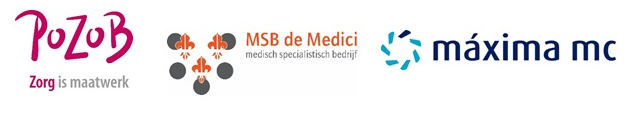 PoZoB
Zorg is maatwerk
MSB de Medici
medisch specialistisch bedrijf
máxima mc